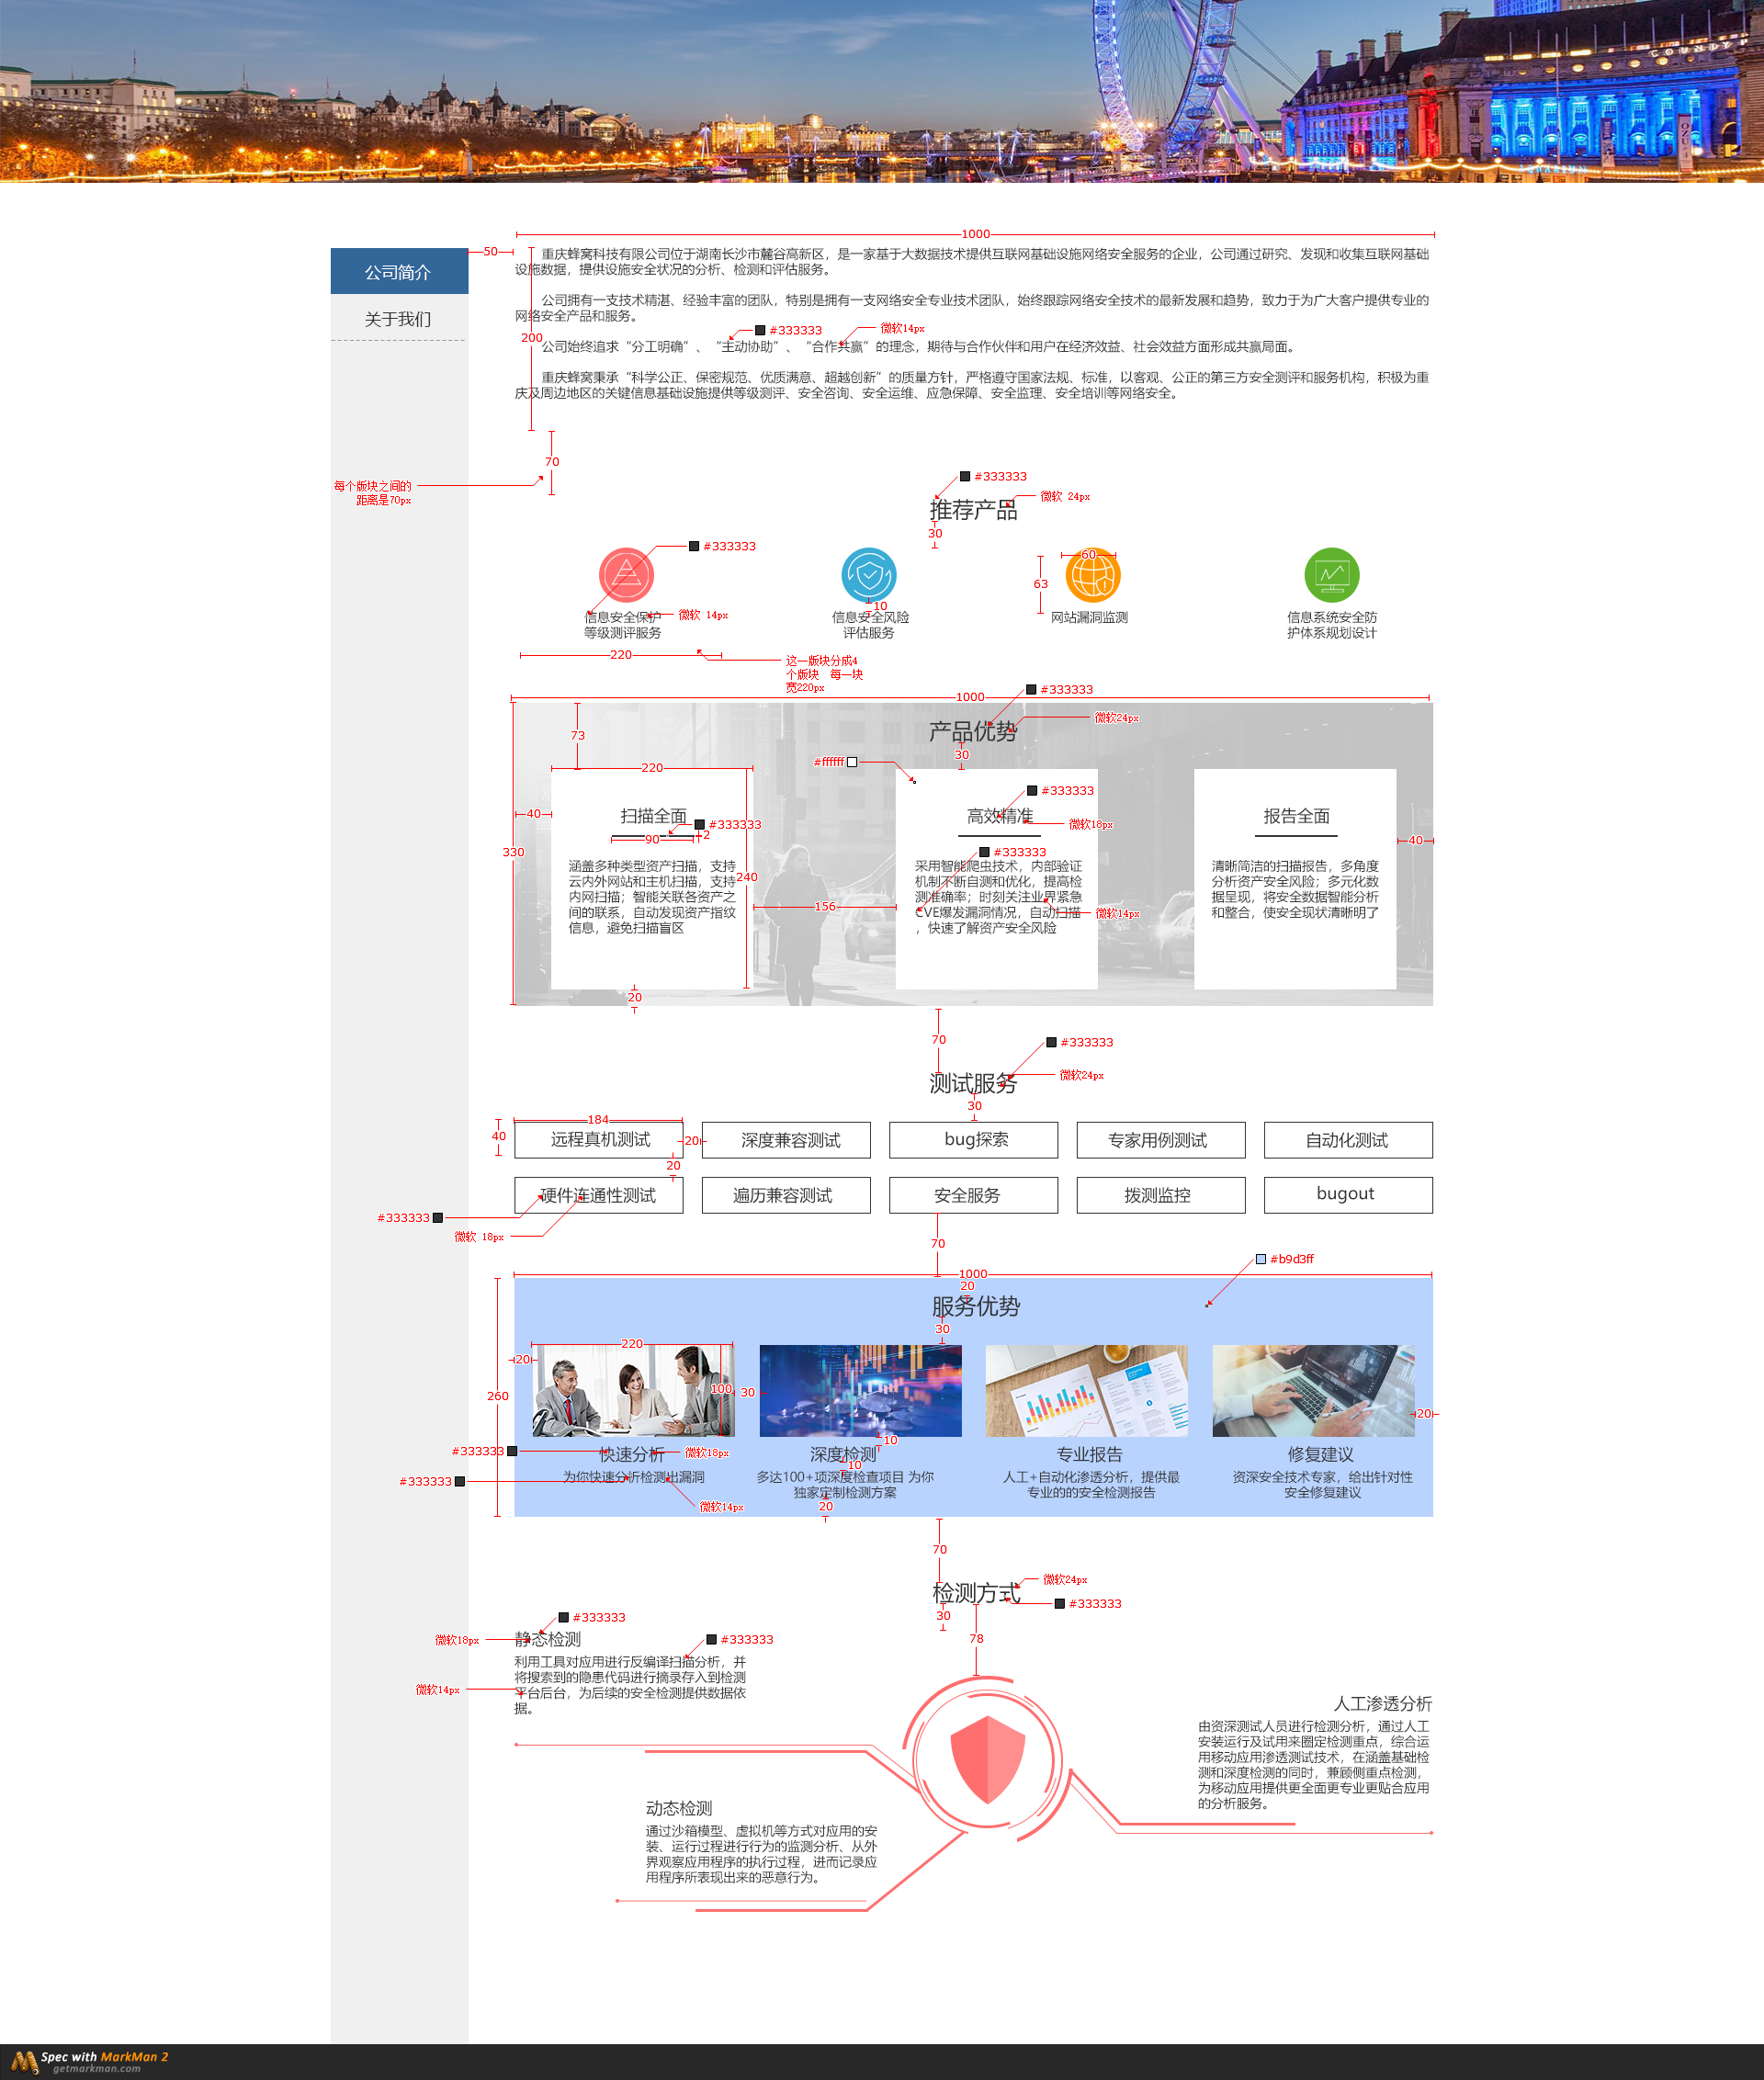 COUNTY
AQUARIUM
1000
50
公司简介
关于我们
重庆蜂窝科技有限公司位于湖南长沙市麓谷高新区，是一家基于大数据技术提供互联网基础设施网络安全服务的企业，公司通过研究、发现和收集互联网基础
设施数据，提供设施安全状况的分析、检测和评估服务。
公司拥有一支技术精湛、经验丰富的团队，特别是拥有一支网络安全专业技术团队，始终跟踪网络安全技术的最新发展和趋势，致力于为广大客户提供专业的
网络安全产品和服务。
#333333
微软14px
200
公司始终追求“分工明确”、“主动协助”、“合作共赢”的理念，期待与合作伙伴和用户在经济效益、社会效益方面形成共赢局面。
重庆蜂窝秉承“科学公正、保密规范、优质满意、超越创新”的质量方针，严格遵守国家法规、标准，以客观、公正的第三方安全测评和服务机构，积极为重
庆及周边地区的关键信息基础设施提供等级测评、安全咨询、安全运维、应急保障、安全监理、安全培训等网络安全。
70
每个版块之间的
距离是70px
#333333
微软 24px
推荐产品
30
#333333
60
63
10
微软 14px
信息安全保护
等级测评服务
信息安全风险
评估服务
网站漏洞监测
信息系统安全防
护体系规划设计
220
这一版块分成4
个版块 每一块
宽220px
1000
#333333
微软24px
产品优势
73
30
#ffffff
220
#333333
40
扫描全面
#333333
90
2
高效精准
微软18px
报告全面
40
330
#333333
涵盖多种类型资产扫描，支持
云内外网站和主机扫描，支持
内网扫描；智能关联各资产之
间的联系，自动发现资产指纹
信息，避免扫描盲区
240
156
采用智能爬虫技术，内部验证
机制不断自测和优化，提高检
测准确率；时刻关注业界紧急
CVE爆发漏洞情况，自动扫描
，快速了解资产安全风险
微软14px
清晰简洁的扫描报告，多角度
分析资产安全风险；多元化数
据呈现，将安全数据智能分析
和整合，使安全现状清晰明了
20
70
#333333
测试服务
微软24px
30
184
40
远程真机测试
20
深度兼容测试
bug探索
专家用例测试
自动化测试
20
硬件连通性测试
遍历兼容测试
安全服务
拨测监控
bugout
#333333
微软 18px
70
#b9d3ff
1000
20
服务优势
30
220
20
260
100
30
20
#333333
快速分析
微软18px
深度检测
10
专业报告
修复建议
10
#333333
为你快速分析检测出漏洞
多达100+项深度检查项目 为你
独家定制检测方案
人工+自动化渗透分析，提供最
专业的的安全检测报告
资深安全技术专家，给出针对性
安全修复建议
微软14px
20
70
检测方式
微软24px
#333333
30
78
#333333
微软18px
静态检测
#333333
利用工具对应用进行反编译扫描分析，并
将搜索到的隐患代码进行摘录存入到检测
平台后台，为后续的安全检测提供数据依
据。
微软14px
人工渗透分析
由资深测试人员进行检测分析，通过人工
安装运行及试用来圈定检测重点，综合运
用移动应用渗透测试技术，在涵盖基础检
测和深度检测的同时，兼顾侧重点检测，
为移动应用提供更全面更专业更贴合应用
的分析服务。
动态检测
通过沙箱模型、虚拟机等方式对应用的安
装、运行过程进行行为的监测分析、从外
界观察应用程序的执行过程，进而记录应
用程序所表现出来的恶意行为。
Spec with MarkMan 2
getmarkman.com